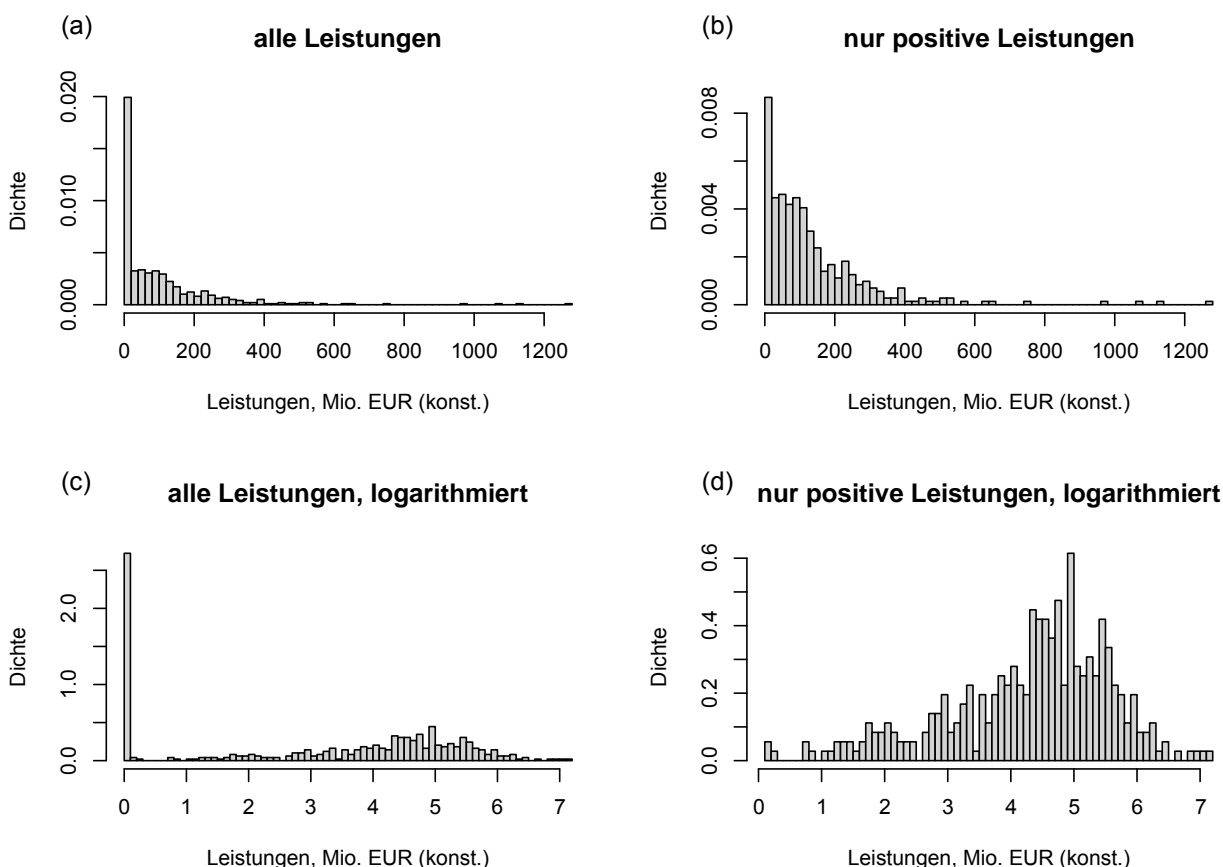 (a)
alle Leistungen
Dichte
0.000 0.010 0.020
0 200 400 600 800 1000 1200
Leistungen, Mio. EUR (konst.)
(b)
nur positive Leistungen
Dichte
0.000 0.004 0.008
0 200 400 600 800 1000 1200
Leistungen, Mio. EUR (konst.)
(c)
alle Leistungen, logarithmiert
Dichte
0.0 1.0 2.0
0 1 2 3 4 5 6 7
Leistungen, Mio. EUR (konst.)
(d)
nur positive Leistungen, logarithmiert
Dichte
0.0 0.2 0.4 0.6
0 1 2 3 4 5 6 7
Leistungen, Mio. EUR (konst.)